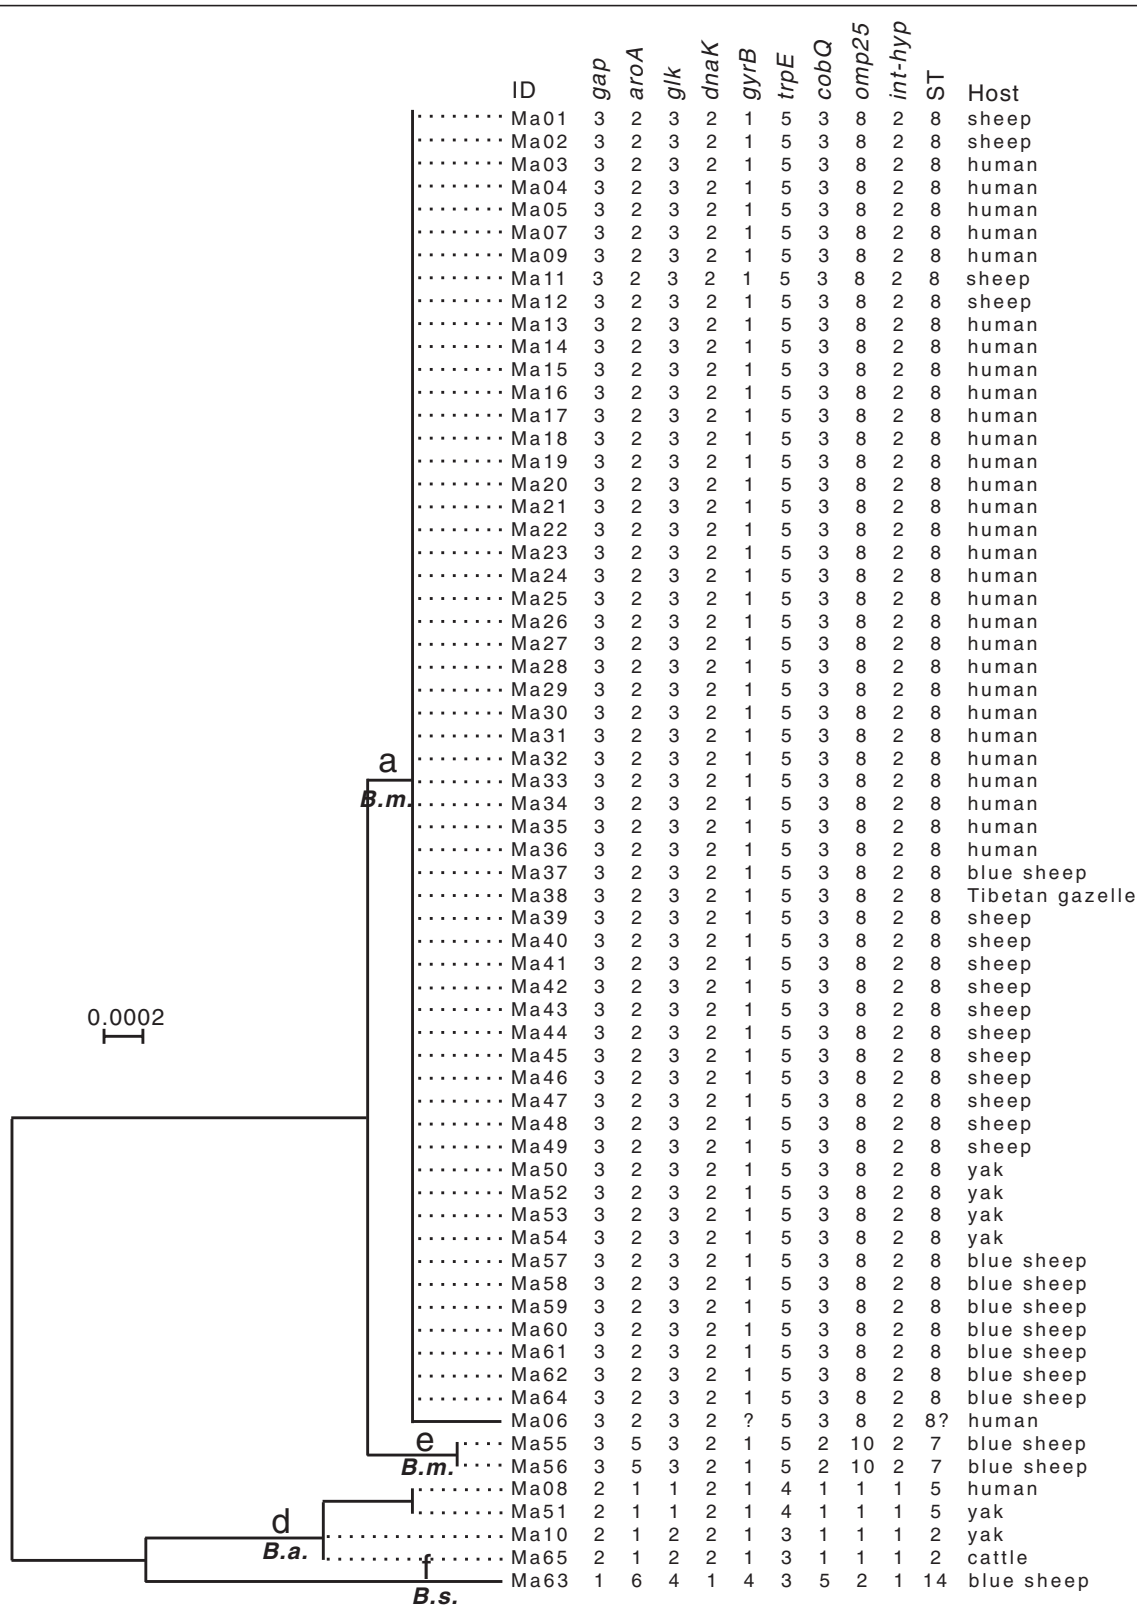 ID gap aroA glk dnaK gyrB trpE cobQ omp25 int-hyp ST Host
Ma01 3 2 3 2 1 5 3 8 2 8 sheep
Ma02 3 2 3 2 1 5 3 8 2 8 sheep
Ma03 3 2 3 2 1 5 3 8 2 8 human
Ma04 3 2 3 2 1 5 3 8 2 8 human
Ma05 3 2 3 2 1 5 3 8 2 8 human
Ma07 3 2 3 2 1 5 3 8 2 8 human
Ma09 3 2 3 2 1 5 3 8 2 8 human
Ma11 3 2 3 2 1 5 3 8 2 8 sheep
Ma12 3 2 3 2 1 5 3 8 2 8 sheep
Ma13 3 2 3 2 1 5 3 8 2 8 human
Ma14 3 2 3 2 1 5 3 8 2 8 human
Ma15 3 2 3 2 1 5 3 8 2 8 human
Ma16 3 2 3 2 1 5 3 8 2 8 human
Ma17 3 2 3 2 1 5 3 8 2 8 human
Ma18 3 2 3 2 1 5 3 8 2 8 human
Ma19 3 2 3 2 1 5 3 8 2 8 human
Ma20 3 2 3 2 1 5 3 8 2 8 human
Ma21 3 2 3 2 1 5 3 8 2 8 human
Ma22 3 2 3 2 1 5 3 8 2 8 human
Ma23 3 2 3 2 1 5 3 8 2 8 human
Ma24 3 2 3 2 1 5 3 8 2 8 human
Ma25 3 2 3 2 1 5 3 8 2 8 human
Ma26 3 2 3 2 1 5 3 8 2 8 human
Ma27 3 2 3 2 1 5 3 8 2 8 human
Ma28 3 2 3 2 1 5 3 8 2 8 human
Ma29 3 2 3 2 1 5 3 8 2 8 human
Ma30 3 2 3 2 1 5 3 8 2 8 human
Ma31 3 2 3 2 1 5 3 8 2 8 human
Ma32 3 2 3 2 1 5 3 8 2 8 human
a
Ma33 3 2 3 2 1 5 3 8 2 8 human
B.m.
Ma34 3 2 3 2 1 5 3 8 2 8 human
Ma35 3 2 3 2 1 5 3 8 2 8 human
Ma36 3 2 3 2 1 5 3 8 2 8 human
Ma37 3 2 3 2 1 5 3 8 2 8 blue sheep
Ma38 3 2 3 2 1 5 3 8 2 8 Tibetan gazelle
Ma39 3 2 3 2 1 5 3 8 2 8 sheep
Ma40 3 2 3 2 1 5 3 8 2 8 sheep
Ma41 3 2 3 2 1 5 3 8 2 8 sheep
Ma42 3 2 3 2 1 5 3 8 2 8 sheep
Ma43 3 2 3 2 1 5 3 8 2 8 sheep
0.0002
Ma44 3 2 3 2 1 5 3 8 2 8 sheep
Ma45 3 2 3 2 1 5 3 8 2 8 sheep
Ma46 3 2 3 2 1 5 3 8 2 8 sheep
Ma47 3 2 3 2 1 5 3 8 2 8 sheep
Ma48 3 2 3 2 1 5 3 8 2 8 sheep
Ma49 3 2 3 2 1 5 3 8 2 8 sheep
Ma50 3 2 3 2 1 5 3 8 2 8 yak
Ma52 3 2 3 2 1 5 3 8 2 8 yak
Ma53 3 2 3 2 1 5 3 8 2 8 yak
Ma54 3 2 3 2 1 5 3 8 2 8 yak
Ma57 3 2 3 2 1 5 3 8 2 8 blue sheep
Ma58 3 2 3 2 1 5 3 8 2 8 blue sheep
Ma59 3 2 3 2 1 5 3 8 2 8 blue sheep
Ma60 3 2 3 2 1 5 3 8 2 8 blue sheep
Ma61 3 2 3 2 1 5 3 8 2 8 blue sheep
Ma62 3 2 3 2 1 5 3 8 2 8 blue sheep
Ma64 3 2 3 2 1 5 3 8 2 8 blue sheep
Ma06 3 2 3 2 ? 5 3 8 2 8? human
e
Ma55 3 5 3 2 1 5 2 10 2 7 blue sheep
B.m.
Ma56 3 5 3 2 1 5 2 10 2 7 blue sheep
Ma08 2 1 1 2 1 4 1 1 1 5 human
Ma51 2 1 1 2 1 4 1 1 1 5 yak
d
Ma10 2 1 2 2 1 3 1 1 1 2 yak
B.a.
Ma65 2 1 2 2 1 3 1 1 1 2 cattle
f
Ma63 1 6 4 1 4 3 5 2 1 14 blue sheep
B.s.